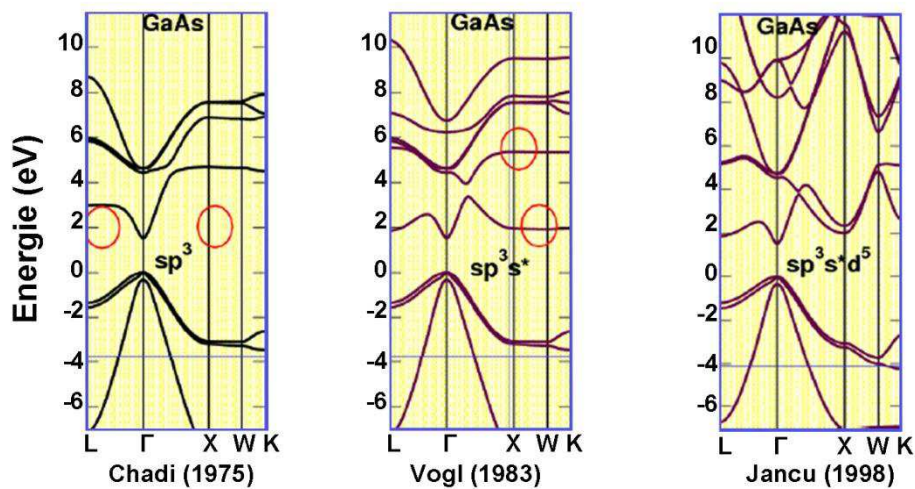 Energie (eV)
GaAs
10
8
6
4
2
0
-2
-4
-6
sp³
L Γ X W K
Chadi (1975)
GaAs
10
8
6
4
2
0
-2
-4
-6
sp³s*
L Γ X W K
Vogl (1983)
GaAs
10
8
6
4
2
0
-2
-4
-6
sp³s*d⁵
L Γ X W K
Jancu (1998)